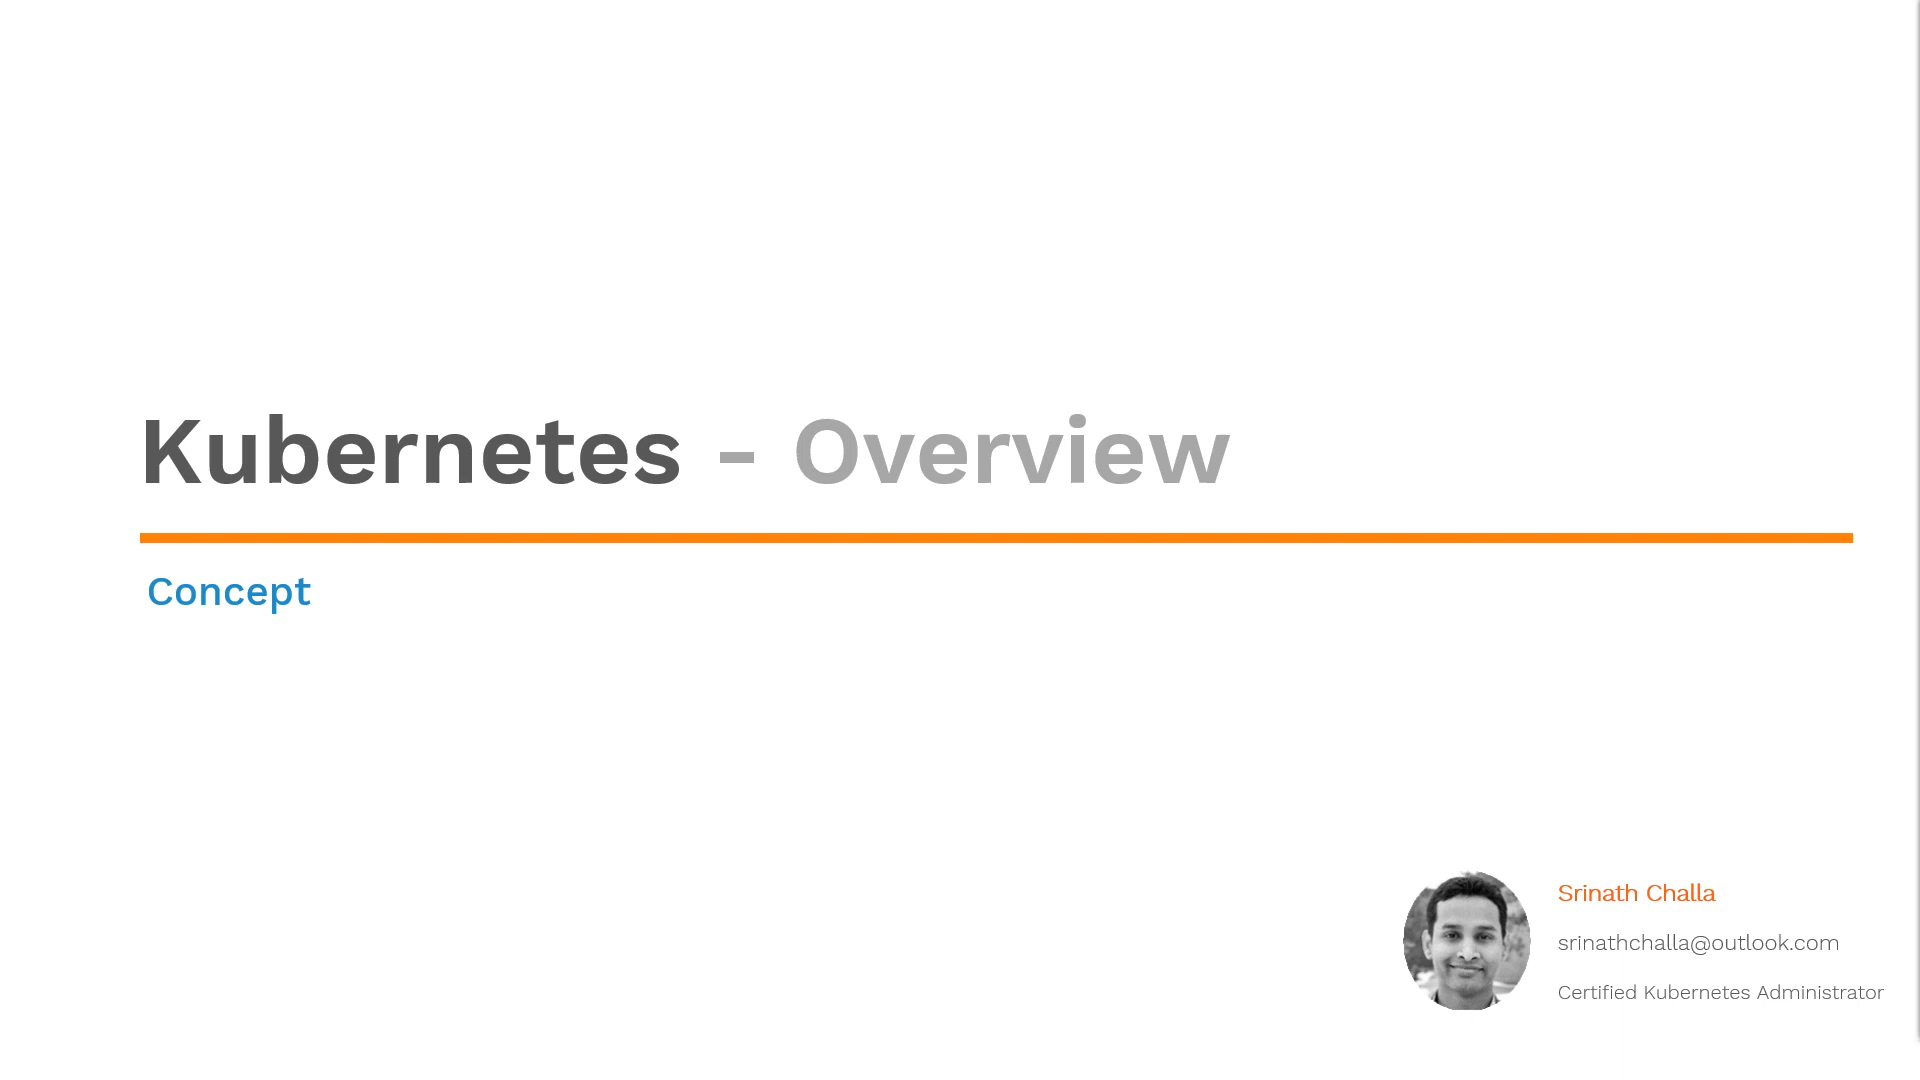 Kubernetes - Overview
Concept
Srinath Challa
srinathchalla@outlook.com
Certified Kubernetes Administrator